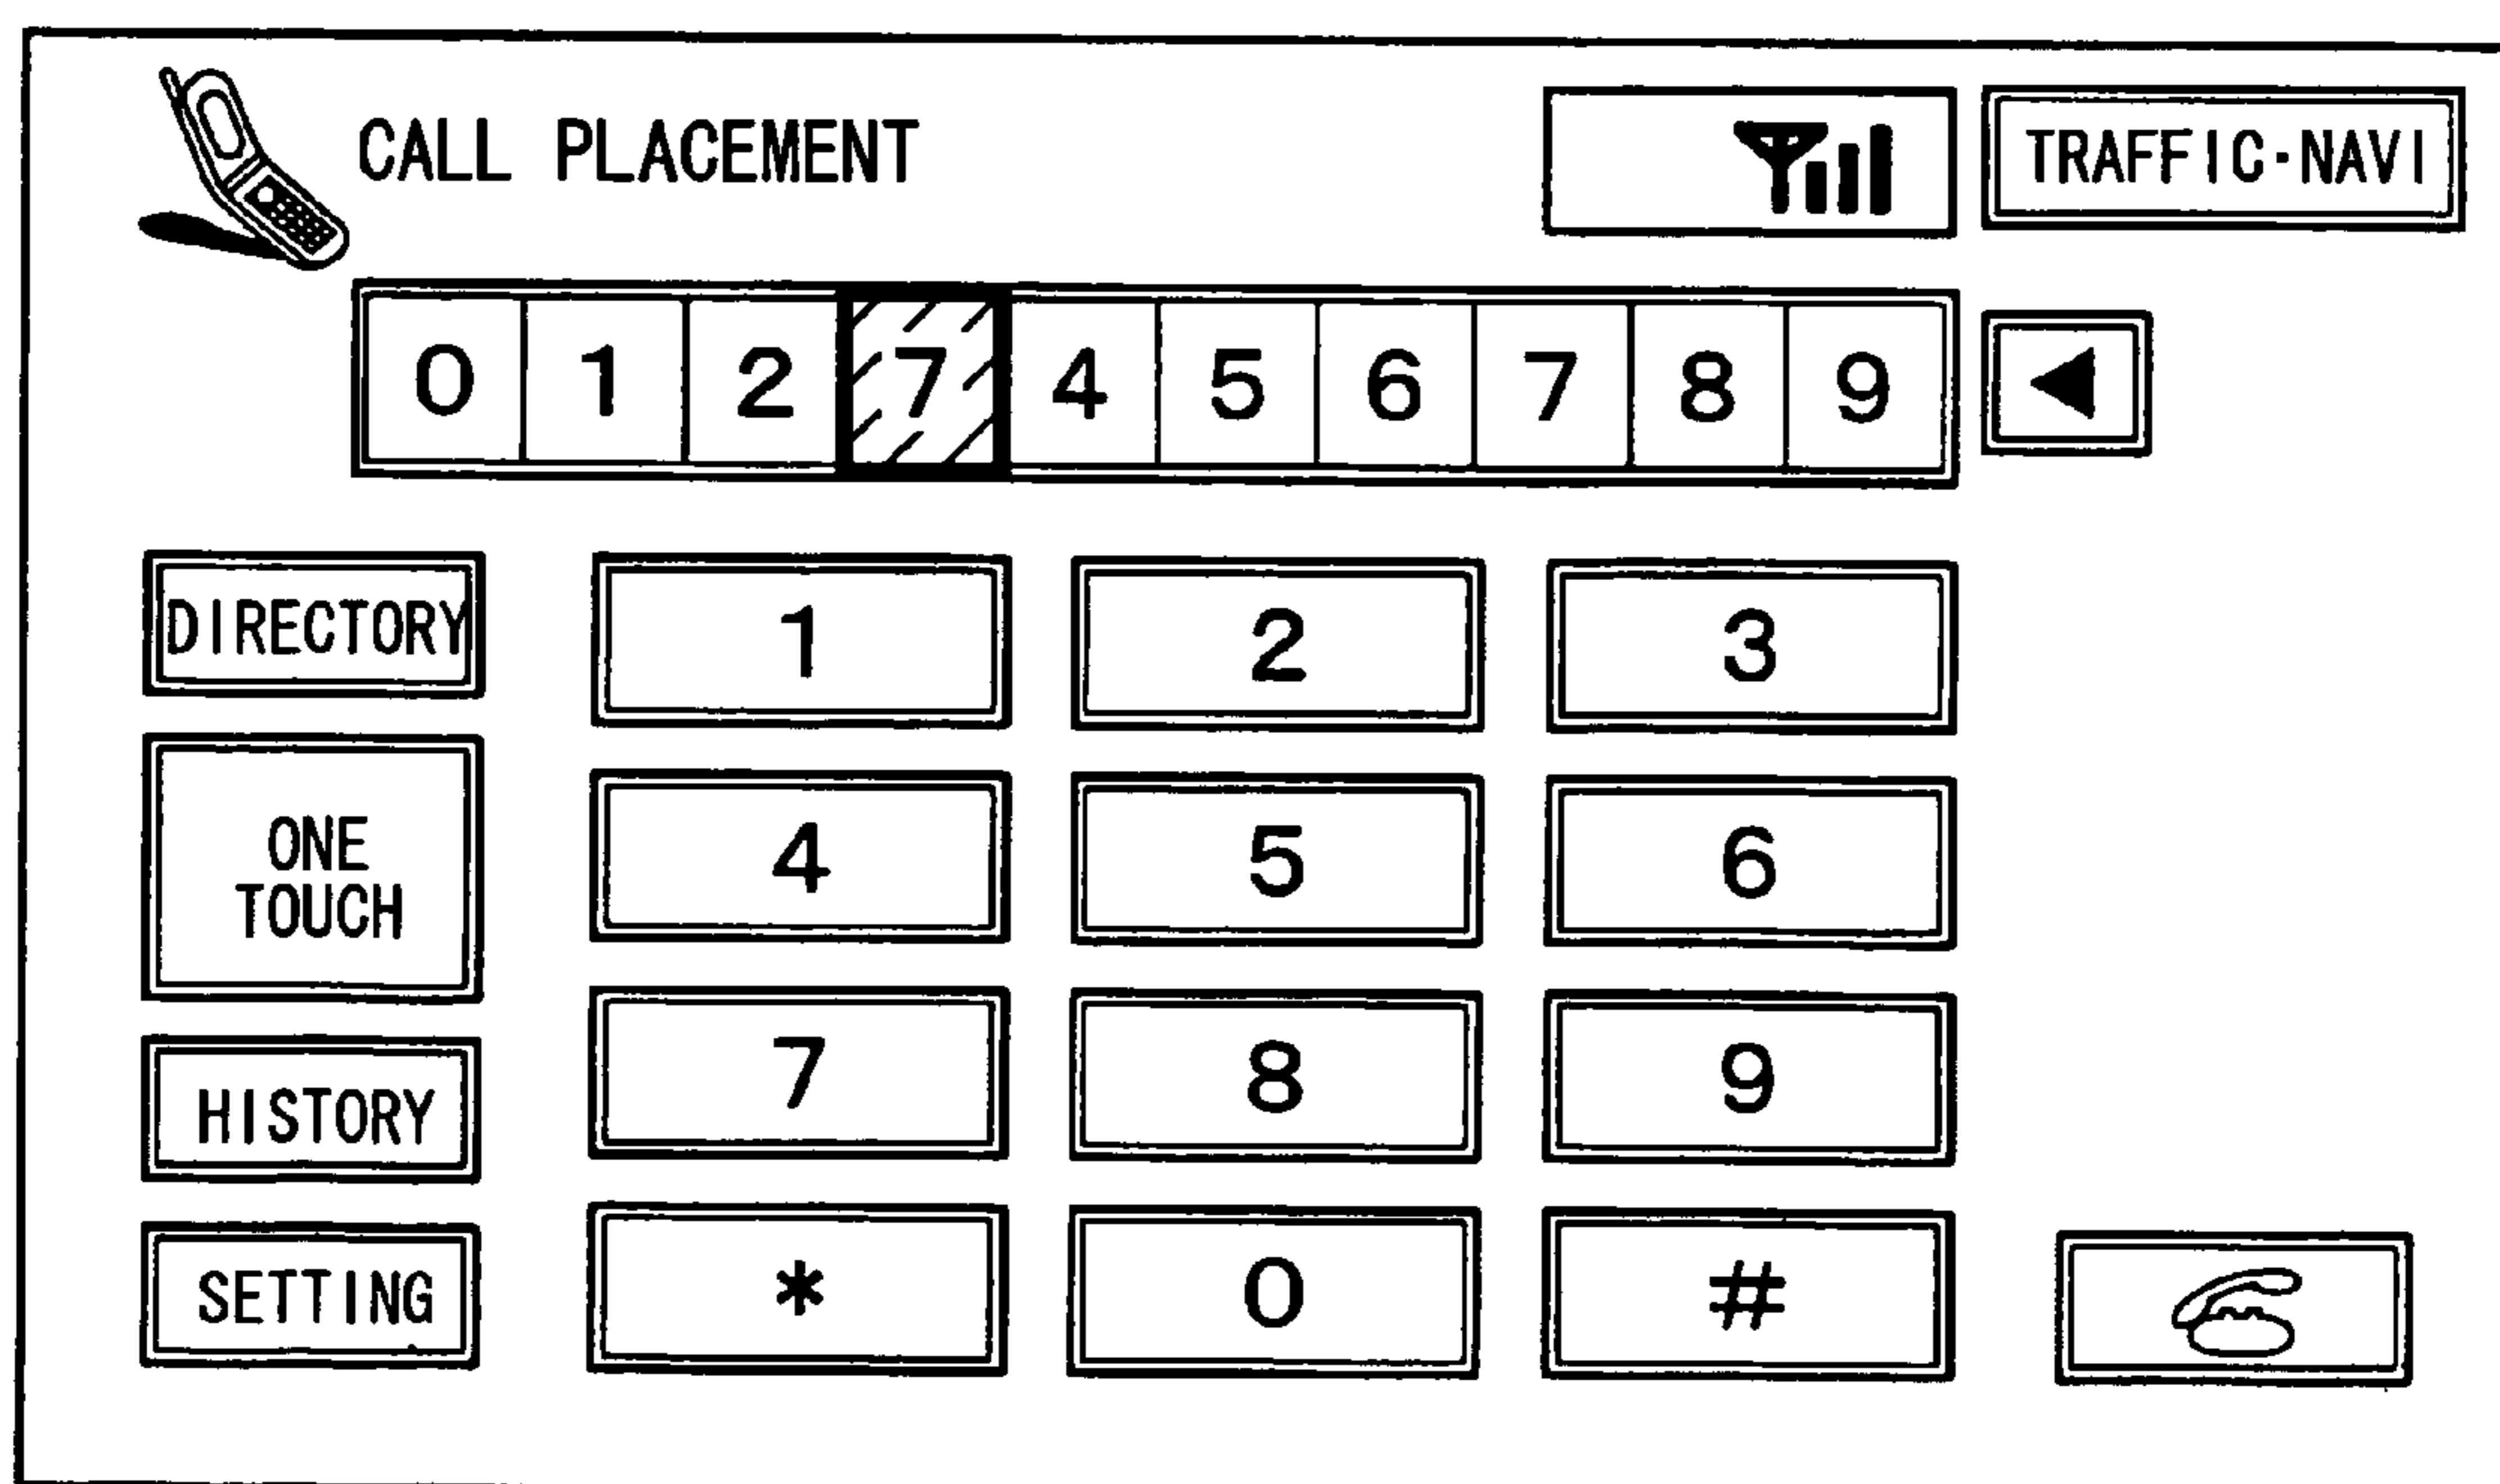 CALL PLACEMENT
TRAFFIC·NAVI
0 1 2 7 4 5 6 7 8 9
DIRECTORY
1 2 3
ONE
TOUCH
4 5 6
HISTORY
7 8 9
SETTING
* 0 #